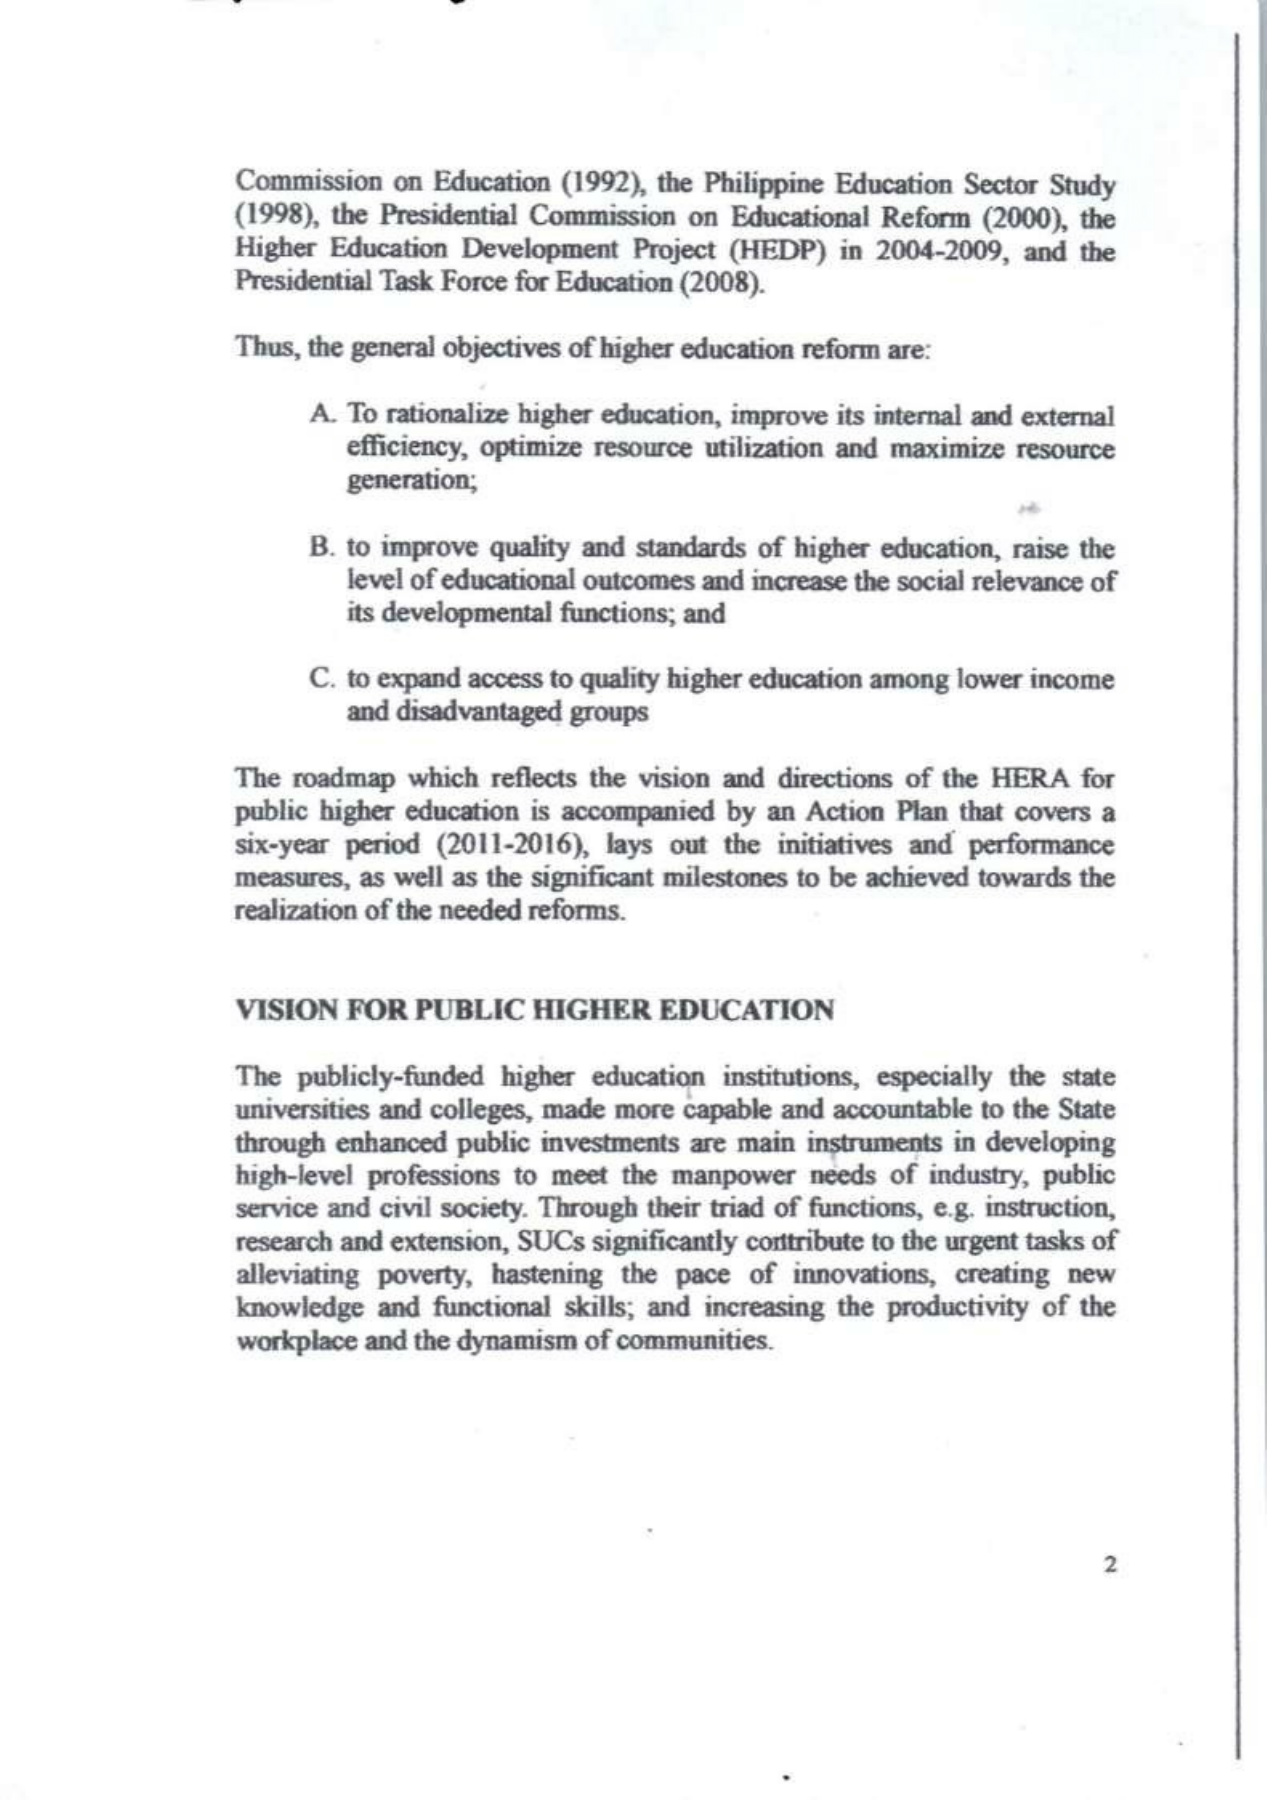 Commission on Education (1992), the Philippine Education Sector Study
(1998), the Presidential Commission on Educational Reform (2000), the
Higher Education Development Project (HEDP) in 2004-2009, and the
Presidential Task Force for Education (2008).
Thus, the general objectives of higher education reform are:
A. To rationalize higher education, improve its internal and external
efficiency, optimize resource utilization and maximize resource
generation;
B. to improve quality and standards of higher education, raise the
level of educational outcomes and increase the social relevance of
its developmental functions; and
C. to expand access to quality higher education among lower income
and disadvantaged groups
The roadmap which reflects the vision and directions of the HERA for
public higher education is accompanied by an Action Plan that covers a
six-year period (2011-2016), lays out the initiatives and performance
measures, as well as the significant milestones to be achieved towards the
realization of the needed reforms.
VISION FOR PUBLIC HIGHER EDUCATION
The publicly-funded higher education institutions, especially the state
universities and colleges, made more capable and accountable to the State
through enhanced public investments are main instruments in developing
high-level professions to meet the manpower needs of industry, public
service and civil society. Through their triad of functions, e.g. instruction,
research and extension, SUCs significantly contribute to the urgent tasks of
alleviating poverty, hastening the pace of innovations, creating new
knowledge and functional skills; and increasing the productivity of the
workplace and the dynamism of communities.
2